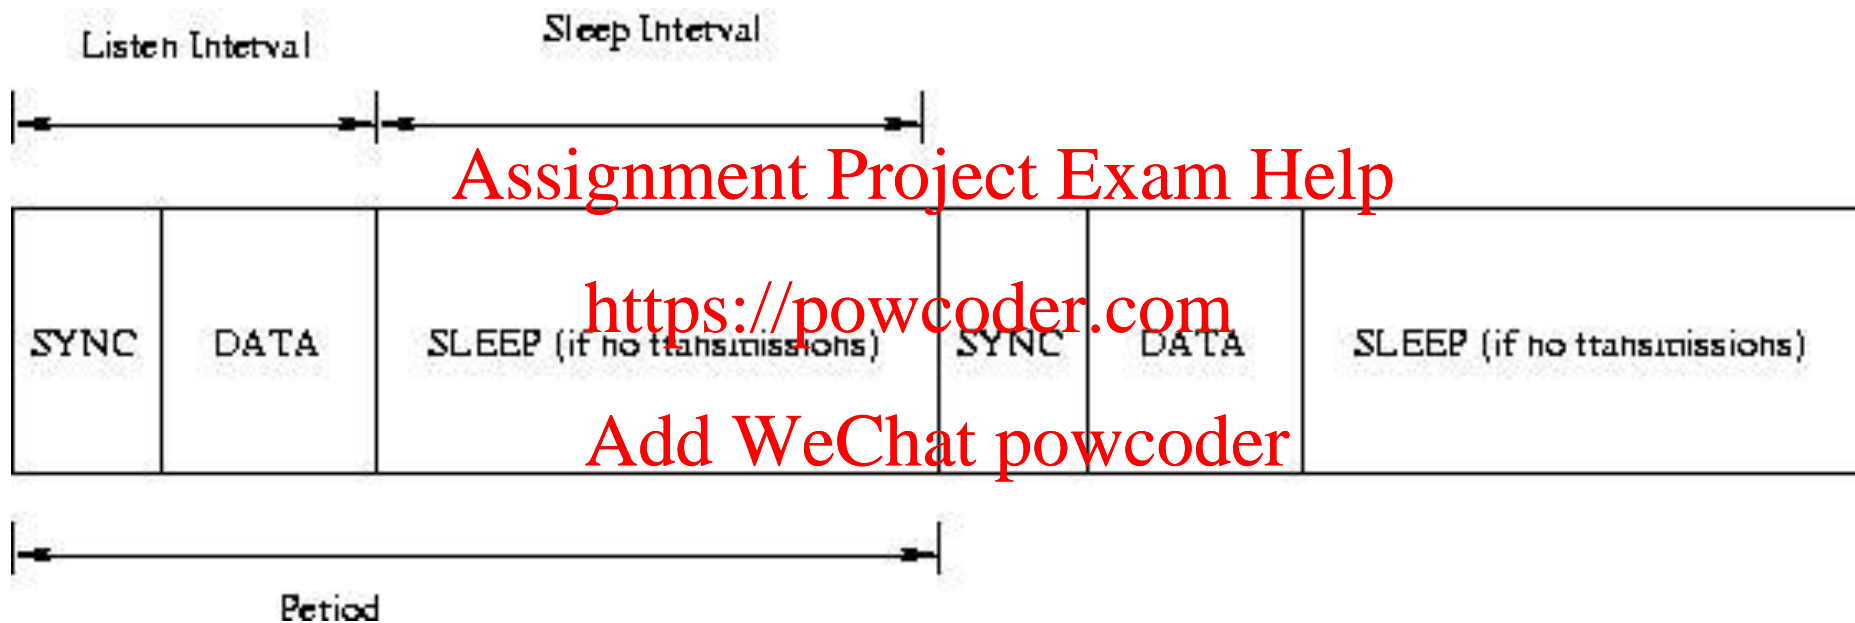 Listen Interval
Sleep Interval
Assignment Project Exam Help
https://powcoder.com
SYNC DATA SLEEP (if no transmissions) SYNC DATA SLEEP (if no transmissions)
Add WeChat powcoder
Period